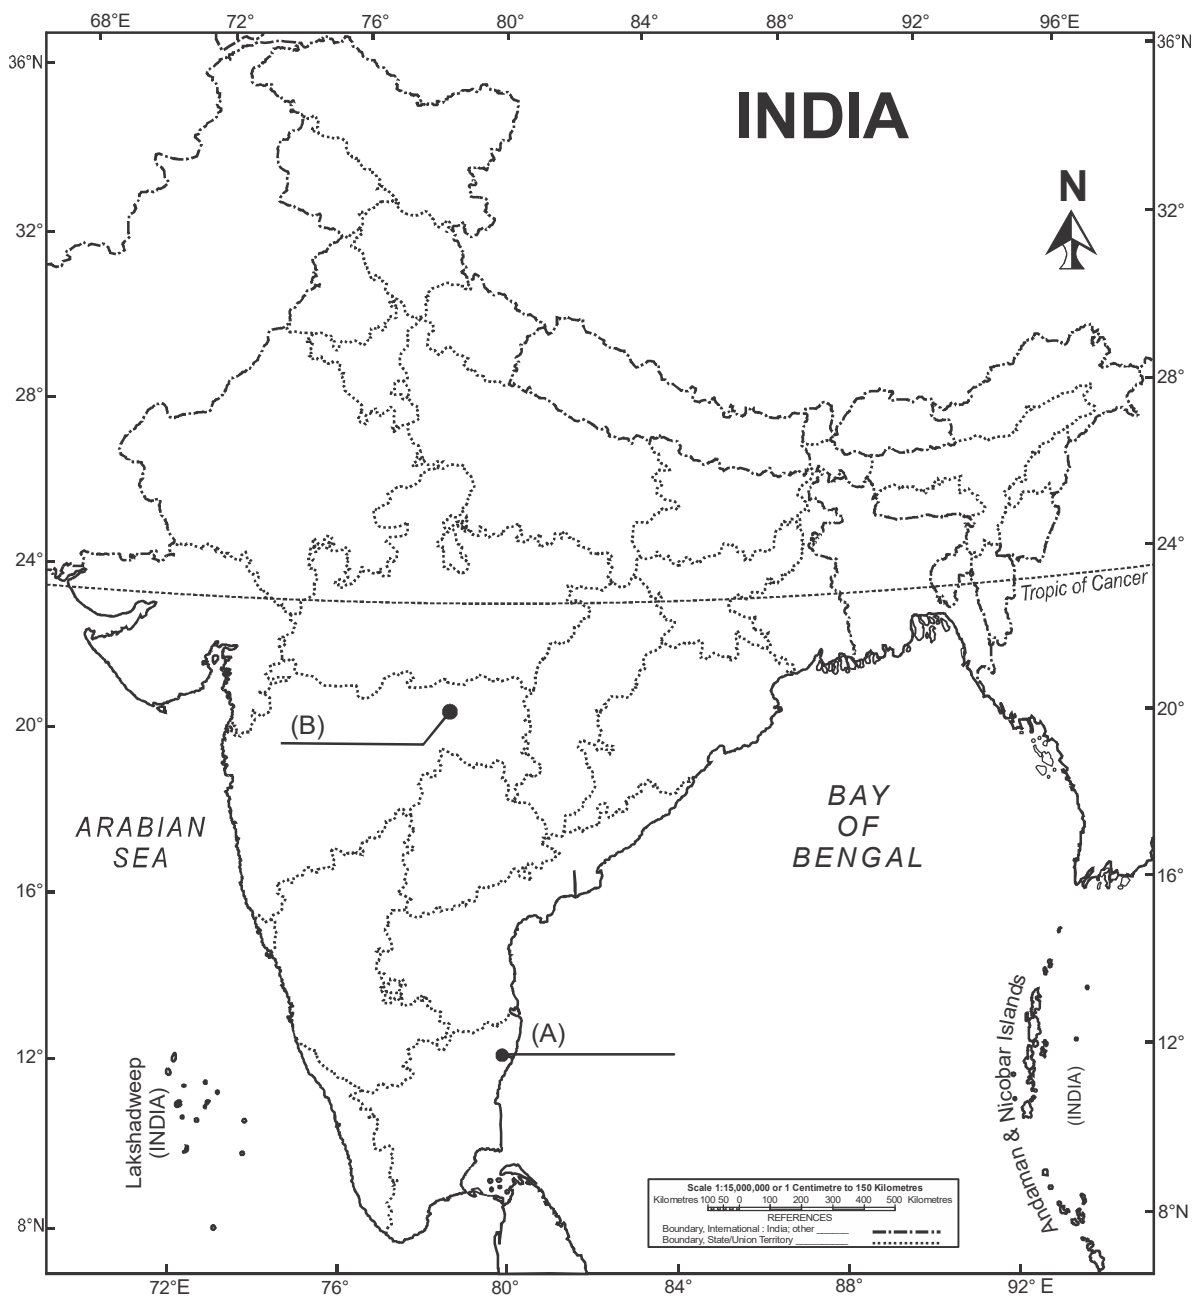 68°E 72° 76° 80° 84° 88° 92° 96°E
36°N
36°N
INDIA
N
32°
32°
28°
28°
24°
24°
Tropic of Cancer
20°
20°
(B)
ARABIAN
SEA
BAY
OF
BENGAL
16°
16°
(A)
12°
12°
Lakshadweep
(INDIA)
Andaman & Nicobar Islands
(INDIA)
Scale 1:15,000,000 or 1 Centimetre to 150 Kilometres
Kilometres 100 50 0 100 200 300 400 500 Kilometres
REFERENCES
Boundary, International : India; other ______
Boundary, State/Union Territory __________
8°N
8°N
72°E 76° 80° 84° 88° 92° E